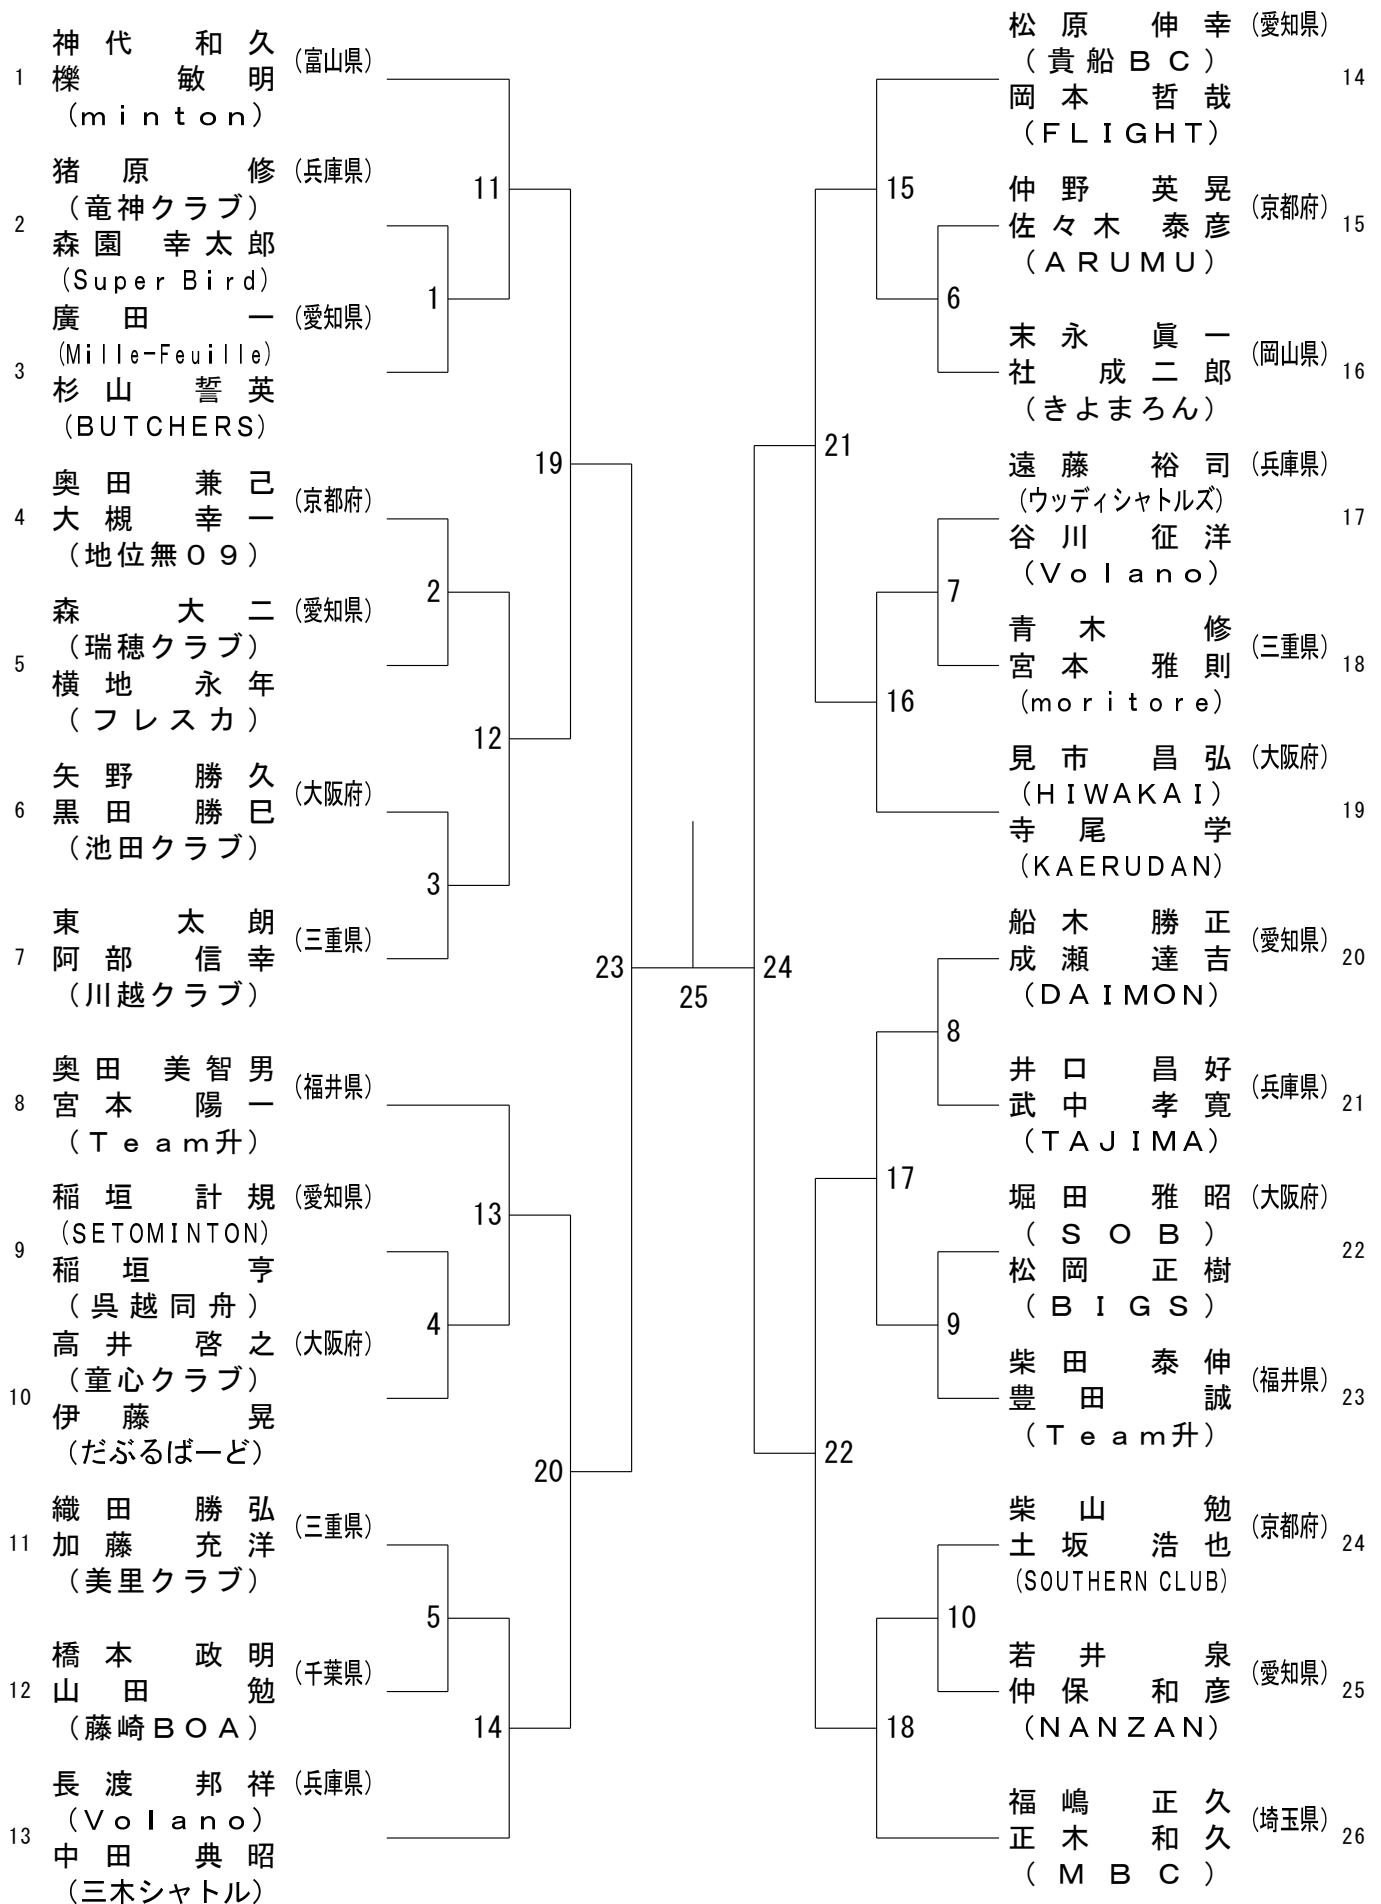 神代 和久 (富山県)
1 櫟 敏明
(minton)
猪原 修 (兵庫県)
(竜神クラブ)
2 森園 幸太郎
(Super Bird)
廣田 一 (愛知県)
(Mille-Feuille)
3 杉山 誓英
(BUTCHERS)
奥田 兼己 (京都府)
4 大槻 幸一
(地位無09)
森 大二 (愛知県)
(瑞穂クラブ)
5 横地 永年
(フレスカ)
矢野 勝久 (大阪府)
6 黒田 勝巳
(池田クラブ)
東 太朗 (三重県)
7 阿部 信幸
(川越クラブ)
奥田 美智男 (福井県)
8 宮本 陽一
(Team升)
稲垣 計規 (愛知県)
(SETOMINTON)
9 稲垣 亨
(呉越同舟)
高井 啓之 (大阪府)
(童心クラブ)
10 伊藤 晃
(だぶるばーど)
織田 勝弘 (三重県)
11 加藤 充洋
(美里クラブ)
橋本 政明 (千葉県)
12 山田 勉
(藤崎BOA)
長渡 邦祥 (兵庫県)
(Volano)
13 中田 典昭
(三木シャトル)
11
1
19
2
12
3
23
13
4
20
5
14
25
24
15
6
21
7
16
8
17
9
22
10
18
松原 伸幸 (愛知県)
(貴船BC) 14
岡本 哲哉
(FLIGHT)
仲野 英晃 (京都府)
佐々木 泰彦 15
(ARUMU)
末永 眞一 (岡山県)
社 成二郎 16
(きよまろん)
遠藤 裕司 (兵庫県)
(ウッディシャトルズ) 17
谷川 征洋
(Volano)
青木 修 (三重県)
宮本 雅則 18
(moritore)
見市 昌弘 (大阪府)
(HIWAKAI) 19
寺尾 学
(KAERUDAN)
船木 勝正 (愛知県)
成瀬 達吉 20
(DAIMON)
井口 昌好 (兵庫県)
武中 孝寛 21
(TAJIMA)
堀田 雅昭 (大阪府)
(SOB) 22
松岡 正樹
(BIGS)
柴田 泰伸 (福井県)
豊田 誠 23
(Team升)
柴山 勉 (京都府)
土坂 浩也 24
(SOUTHERN CLUB)
若井 泉 (愛知県)
仲保 和彦 25
(NANZAN)
福嶋 正久 (埼玉県)
正木 和久 26
(MBC)